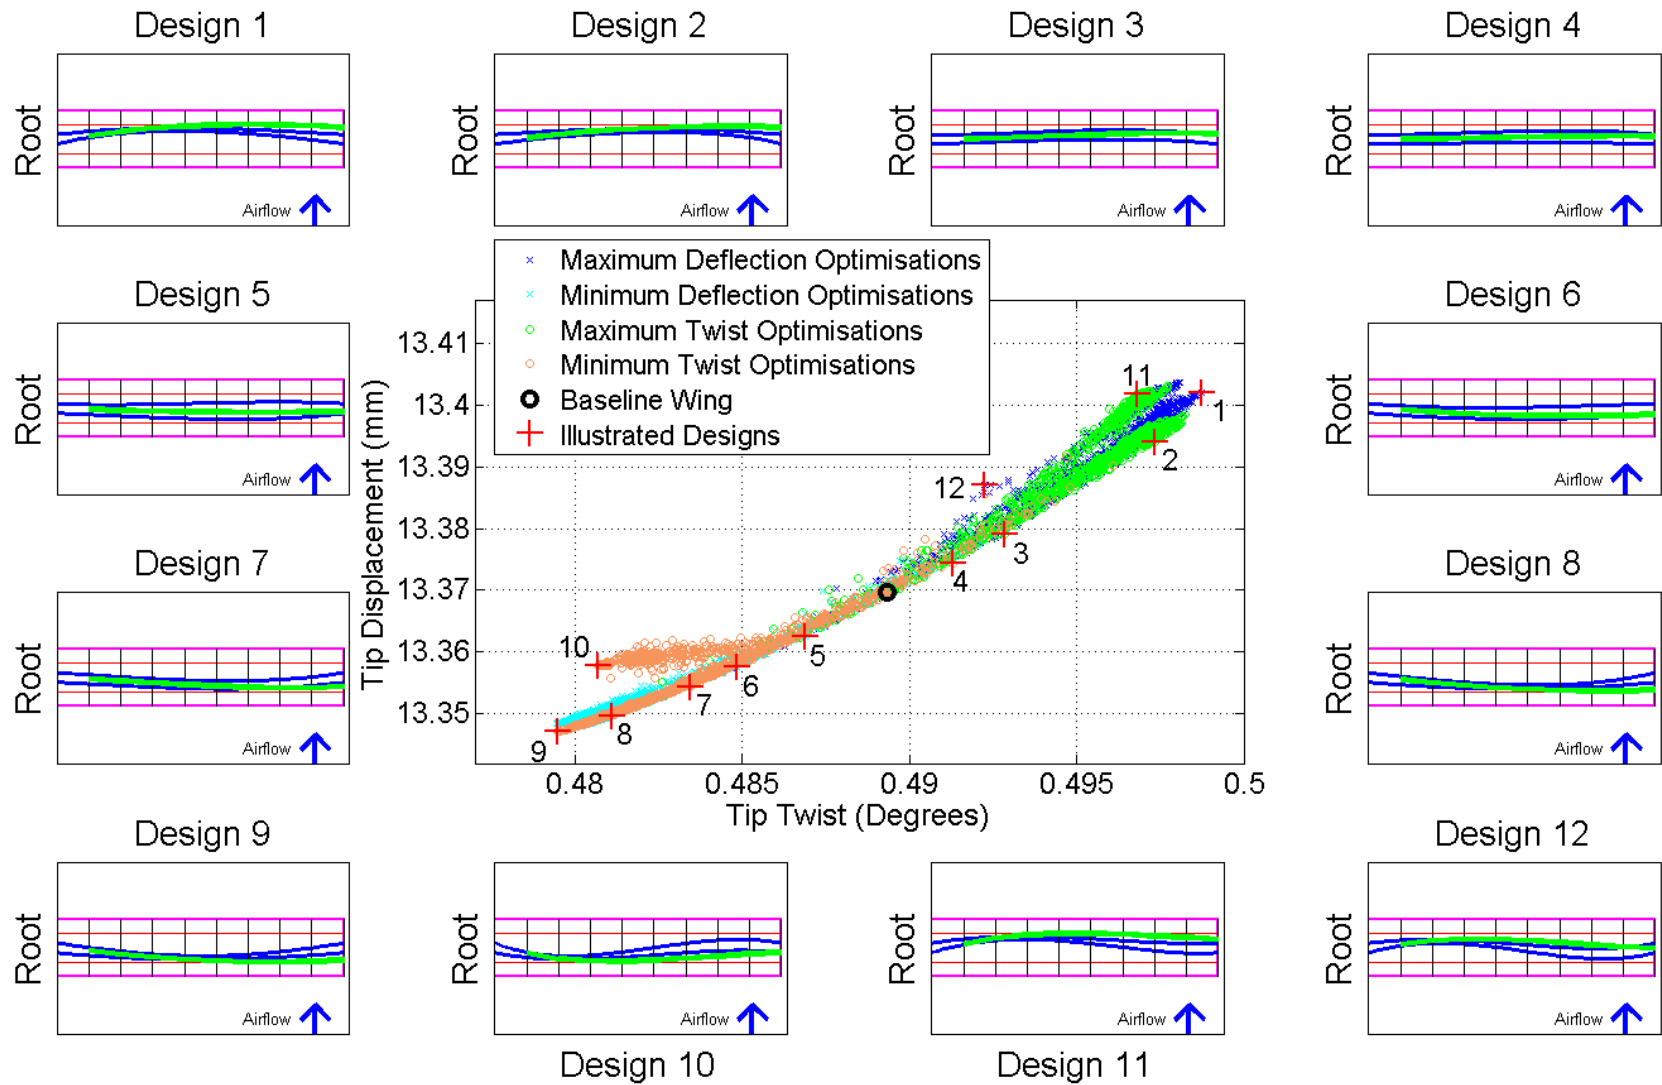 Design 1
Design 2
Design 3
Design 4
Root
Airflow
Root
Airflow
Root
Airflow
Root
Airflow
Design 5
Root
Airflow
Maximum Deflection Optimisations
Minimum Deflection Optimisations
Maximum Twist Optimisations
Minimum Twist Optimisations
Baseline Wing
Illustrated Designs
Design 6
Root
Airflow
Design 7
Root
Airflow
Tip Displacement (mm)
13.41
13.4
13.39
13.38
13.37
13.36
13.35
11
1
2
12
3
4
10
5
6
7
8
9
0.48
0.485
0.49
0.495
0.5
Tip Twist (Degrees)
Design 8
Root
Airflow
Design 9
Root
Airflow
Root
Airflow
Design 10
Root
Airflow
Design 11
Design 12
Root
Airflow